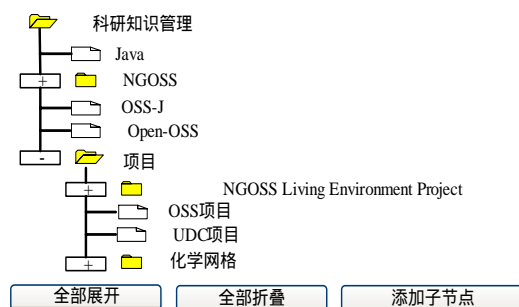 科研知识管理
Java
+ NGOSS
OSS-J
Open-OSS
- 项目
+ NGOSS Living Environment Project
OSS项目
UDC项目
+ 化学网格
全部展开 全部折叠 添加子节点